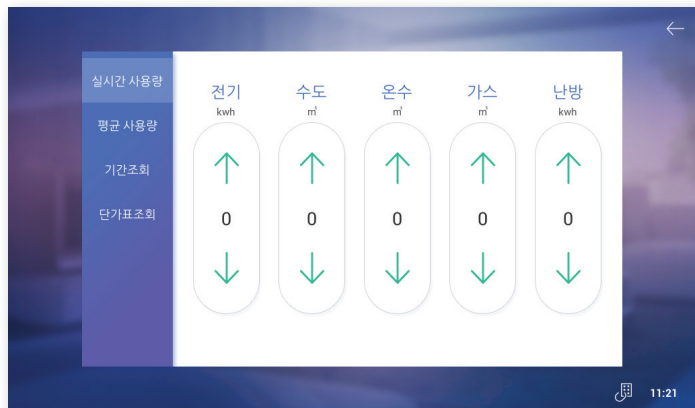 실시간 사용량
평균 사용량
기간조회
단가표조회
전기 수도 온수 가스 난방
kwh ㎥ ㎥ ㎥ kwh
0 0 0 0 0
11:21